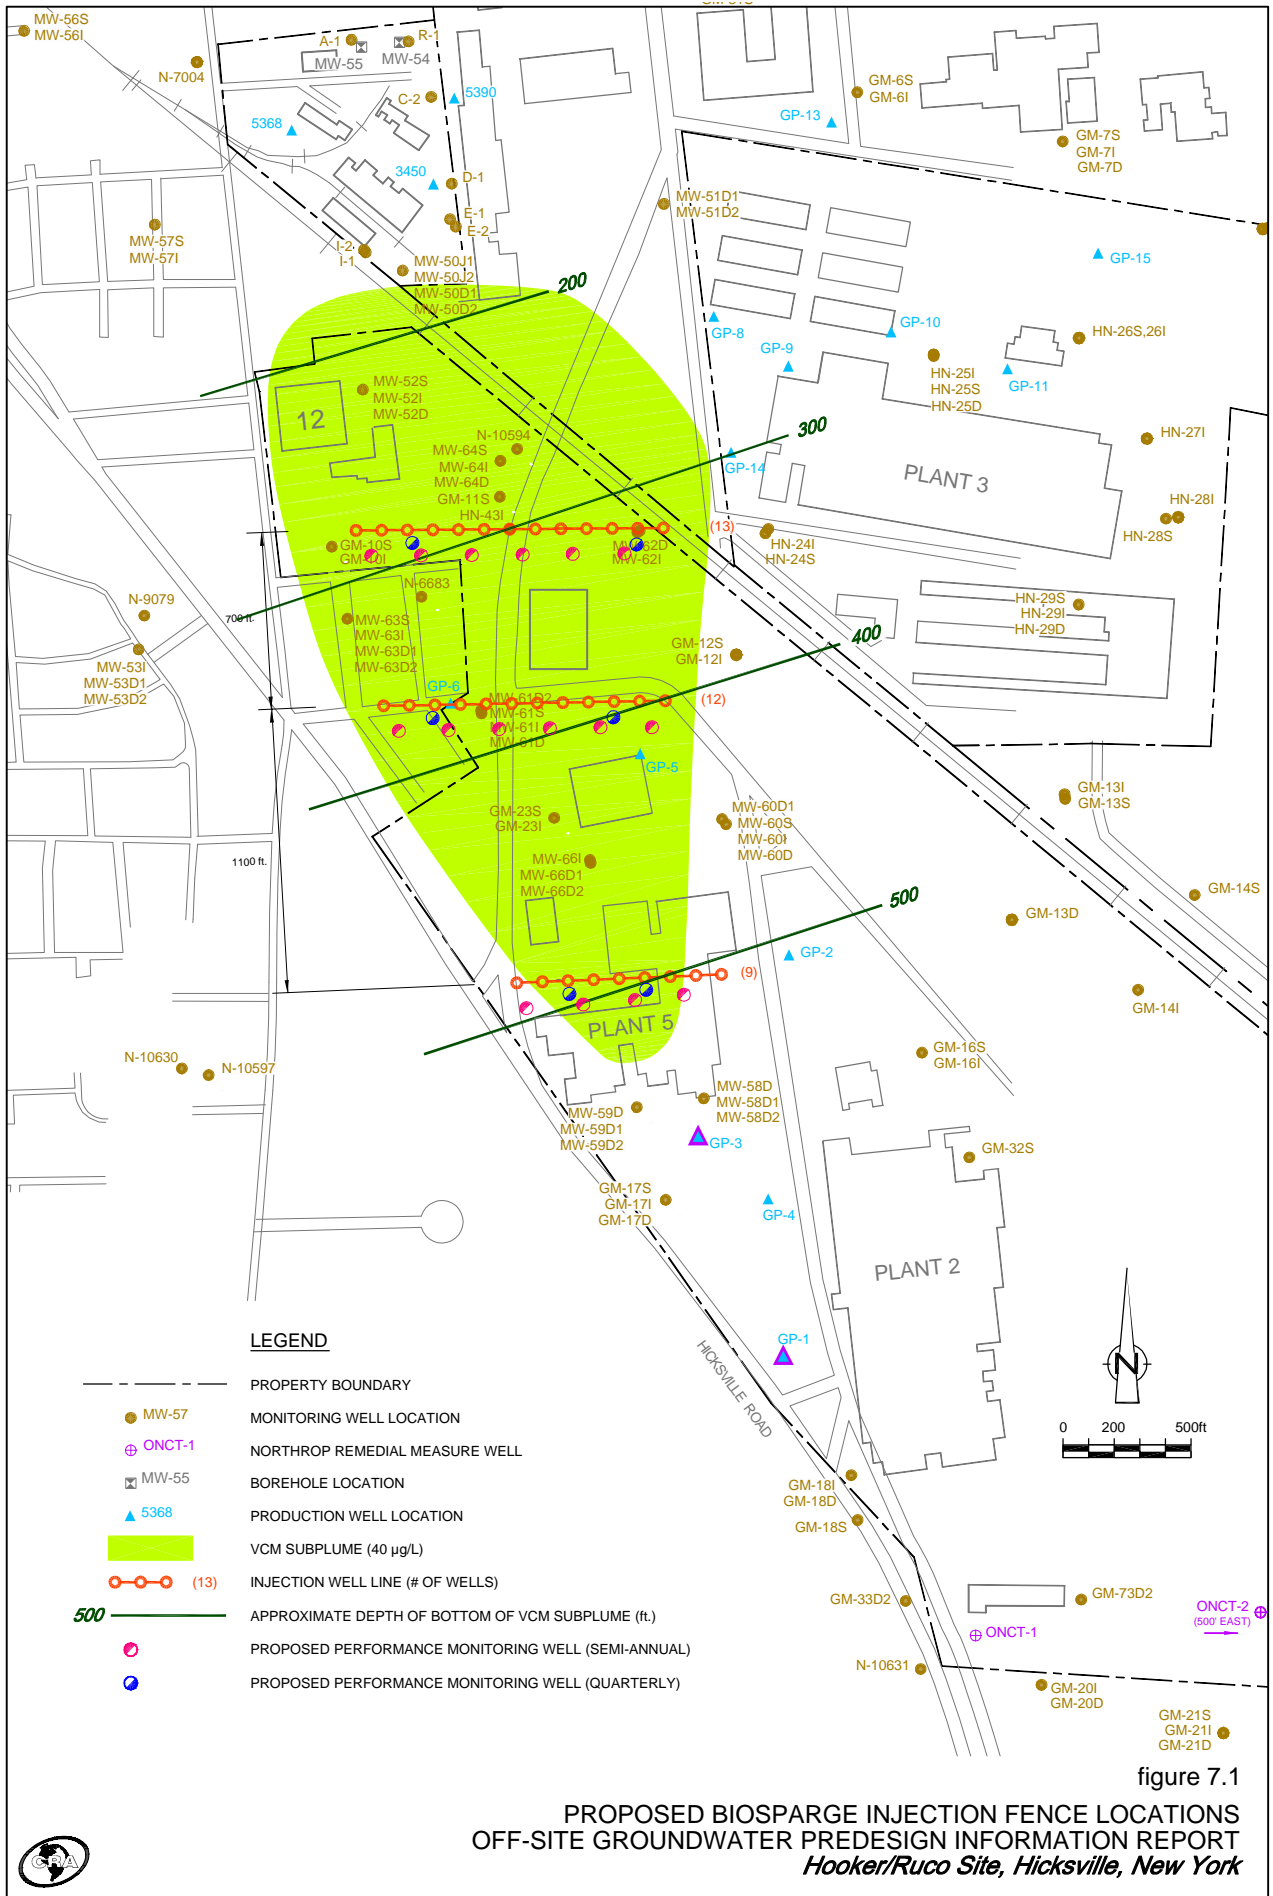 MW-56S
MW-56I
N-7004
A-1
MW-55
R-1
MW-54
C-2
5390
5368
3450
D-1
E-1
E-2
I-2
I-1
MW-57S
MW-57I
MW-50J1
MW-50J2
MW-50D1
MW-50D2
GM-6S
GM-6I
GP-13
GM-7S
GM-7I
GM-7D
MW-51D1
MW-51D2
GP-15
200
GP-8
GP-9
GP-10
GP-11
HN-26S,26I
HN-25I
HN-25S
HN-25D
HN-27I
12
MW-52S
MW-52I
MW-52D
300
N-10594
MW-64S
MW-64I
MW-64D
GM-11S
HN-43I
GP-14
PLANT 3
HN-28I
HN-28S
(13)
HN-24I
HN-24S
GM-10S
GM-10I
MW-62D
MW-62I
N-6683
N-9079
700 ft.
MW-63S
MW-63I
MW-63D1
MW-63D2
MW-53I
MW-53D1
MW-53D2
HN-29S
HN-29I
HN-29D
GM-12S
GM-12I
400
GP-6
MW-61D2
MW-61S
MW-61I
MW-61D
(12)
GP-5
GM-13I
GM-13S
GM-23S
GM-23I
MW-60D1
MW-60S
MW-60I
MW-60D
1100 ft.
MW-66I
MW-66D1
MW-66D2
500
GM-14S
GM-13D
(9)
GP-2
GM-14I
PLANT 5
N-10630
N-10597
GM-16S
GM-16I
MW-58D
MW-58D1
MW-58D2
MW-59D
MW-59D1
MW-59D2
GP-3
GM-32S
GM-17S
GM-17I
GM-17D
GP-4
PLANT 2
GP-1
HICKSVILLE ROAD
N
0 200 500ft
GM-18I
GM-18D
GM-18S
GM-33D2
GM-73D2
ONCT-2
(500' EAST)
ONCT-1
N-10631
GM-20I
GM-20D
GM-21S
GM-21I
GM-21D
LEGEND
PROPERTY BOUNDARY
MW-57 MONITORING WELL LOCATION
ONCT-1 NORTHROP REMEDIAL MEASURE WELL
MW-55 BOREHOLE LOCATION
5368 PRODUCTION WELL LOCATION
VCM SUBPLUME (40 µg/L)
(13) INJECTION WELL LINE (# OF WELLS)
500 APPROXIMATE DEPTH OF BOTTOM OF VCM SUBPLUME (ft.)
PROPOSED PERFORMANCE MONITORING WELL (SEMI-ANNUAL)
PROPOSED PERFORMANCE MONITORING WELL (QUARTERLY)
figure 7.1
PROPOSED BIOSPARGE INJECTION FENCE LOCATIONS
OFF-SITE GROUNDWATER PREDESIGN INFORMATION REPORT
Hooker/Ruco Site, Hicksville, New York
CRA